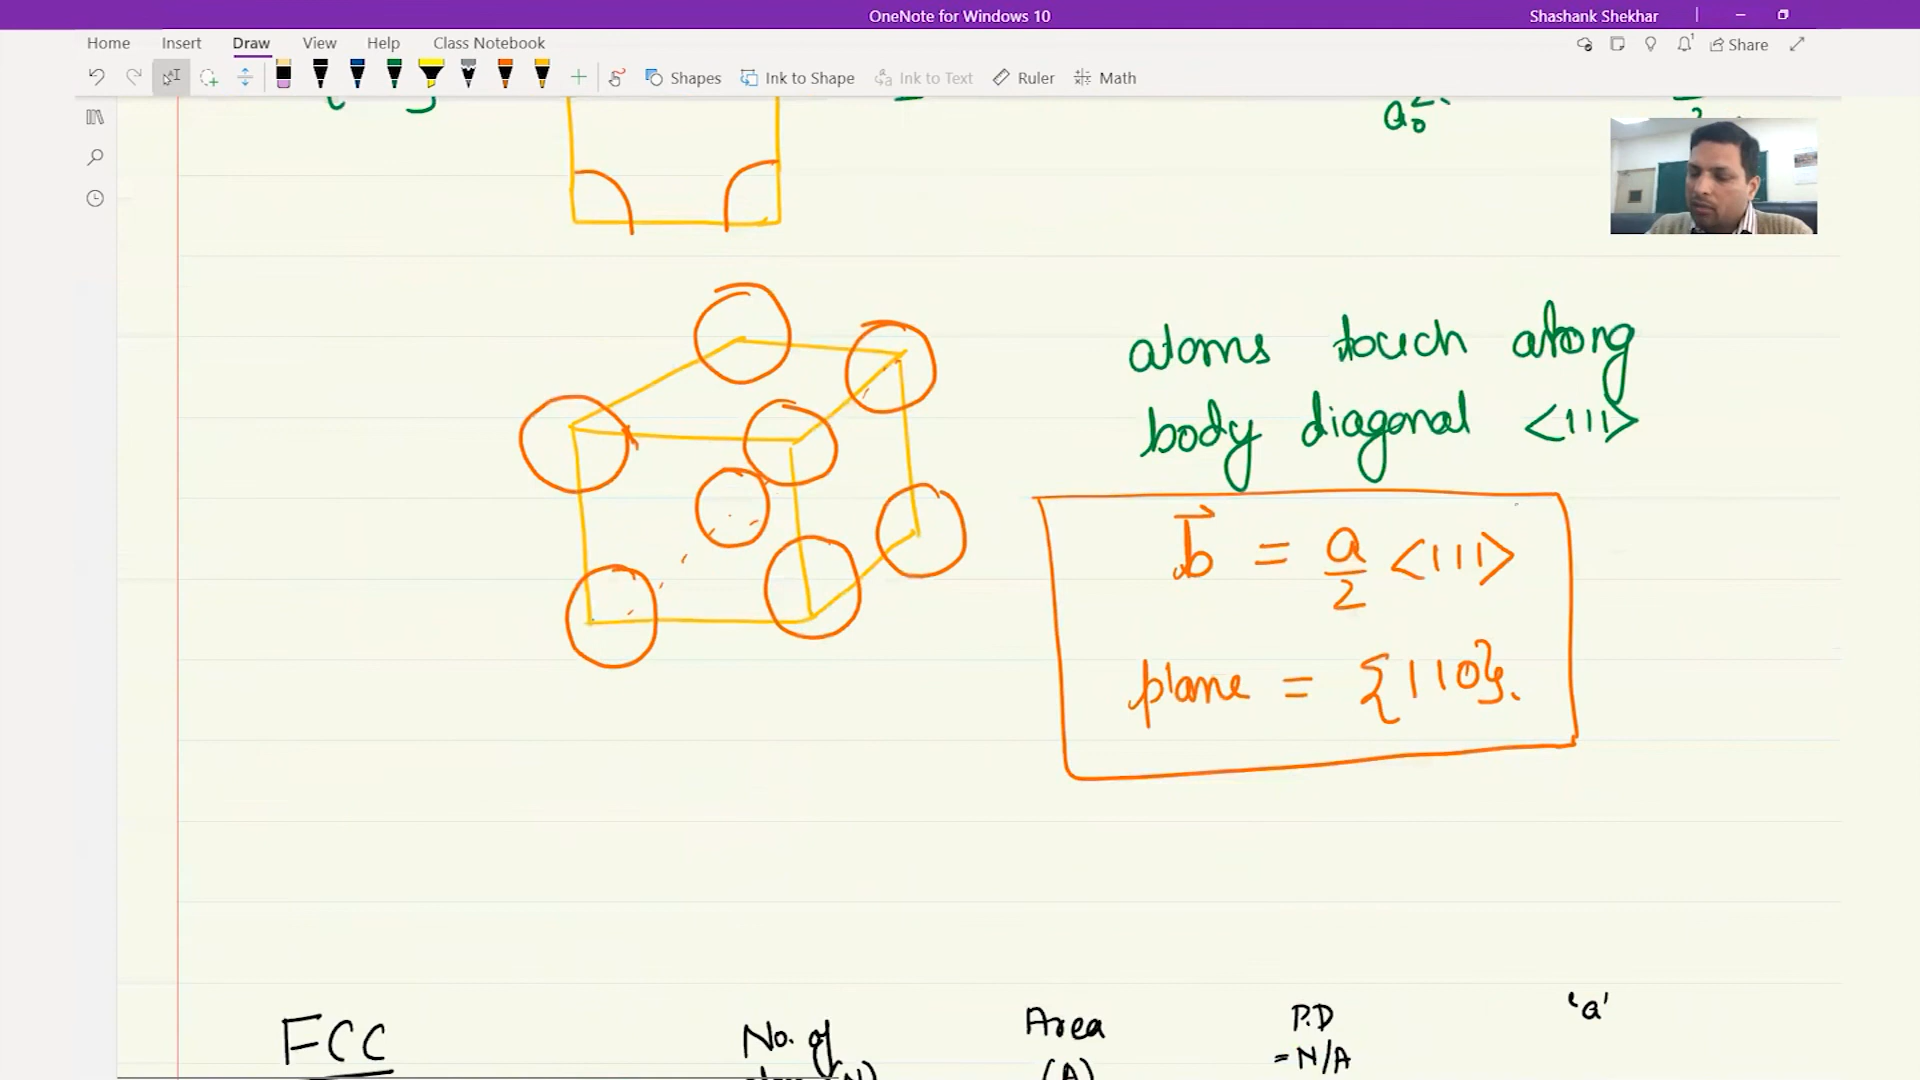 OneNote for Windows 10
Shashank Shekhar
Home Insert Draw View Help Class Notebook
Share
Shapes Ink to Shape Ink to Text Ruler Math
a₀²
atoms touch along
body diagonal <111>
b⃗ = a/2 <111>
plane = {110}.
FCC
No. of
Area
P.D
'a'
= N/A
(A)